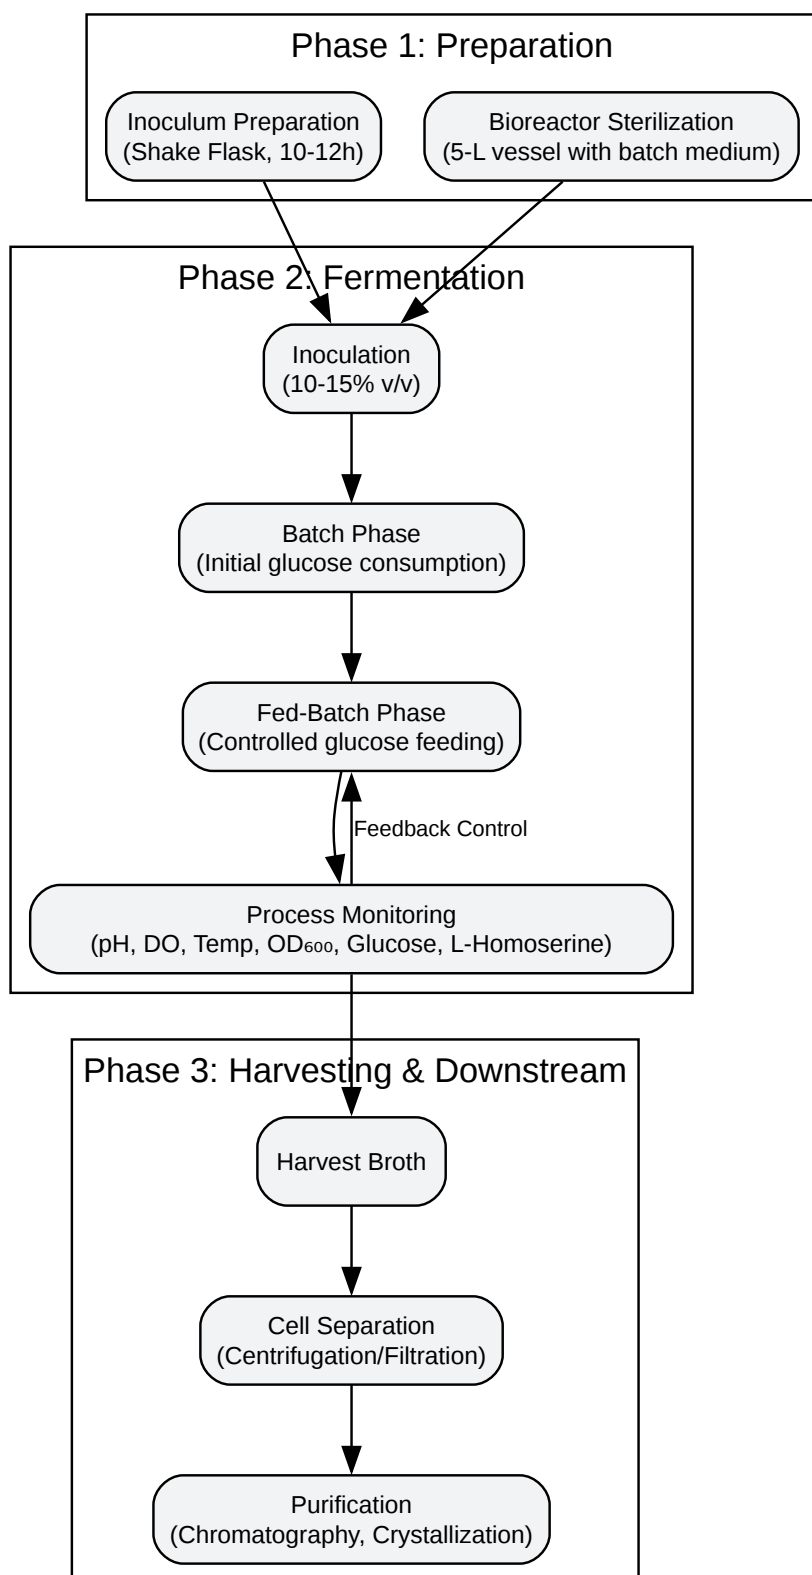 Phase 1: Preparation
Inoculum Preparation
(Shake Flask, 10-12h)
Bioreactor Sterilization
(5-L vessel with batch medium)
Phase 2: Fermentation
Inoculation
(10-15% v/v)
Batch Phase
(Initial glucose consumption)
Fed-Batch Phase
(Controlled glucose feeding)
Feedback Control
Process Monitoring
(pH, DO, Temp, OD₆₀₀, Glucose, L-Homoserine)
Phase 3: Harvesting & Downstream
Harvest Broth
Cell Separation
(Centrifugation/Filtration)
Purification
(Chromatography, Crystallization)